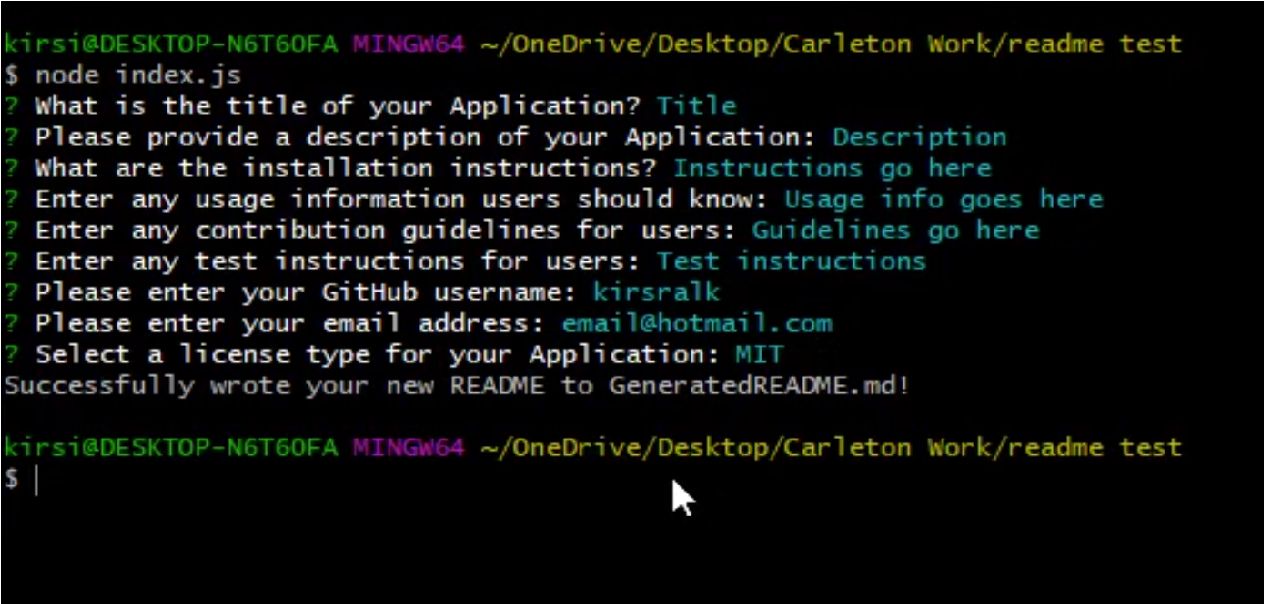 kirsi@DESKTOP-N6T6OFA MINGW64 ~/OneDrive/Desktop/Carleton Work/readme test
$ node index.js
? What is the title of your Application? Title
? Please provide a description of your Application: Description
? What are the installation instructions? Instructions go here
? Enter any usage information users should know: Usage info goes here
? Enter any contribution guidelines for users: Guidelines go here
? Enter any test instructions for users: Test instructions
? Please enter your GitHub username: kirsralk
? Please enter your email address: email@hotmail.com
? Select a license type for your Application: MIT
Successfully wrote your new README to GeneratedREADME.md!
kirsi@DESKTOP-N6T6OFA MINGW64 ~/OneDrive/Desktop/Carleton Work/readme test
$